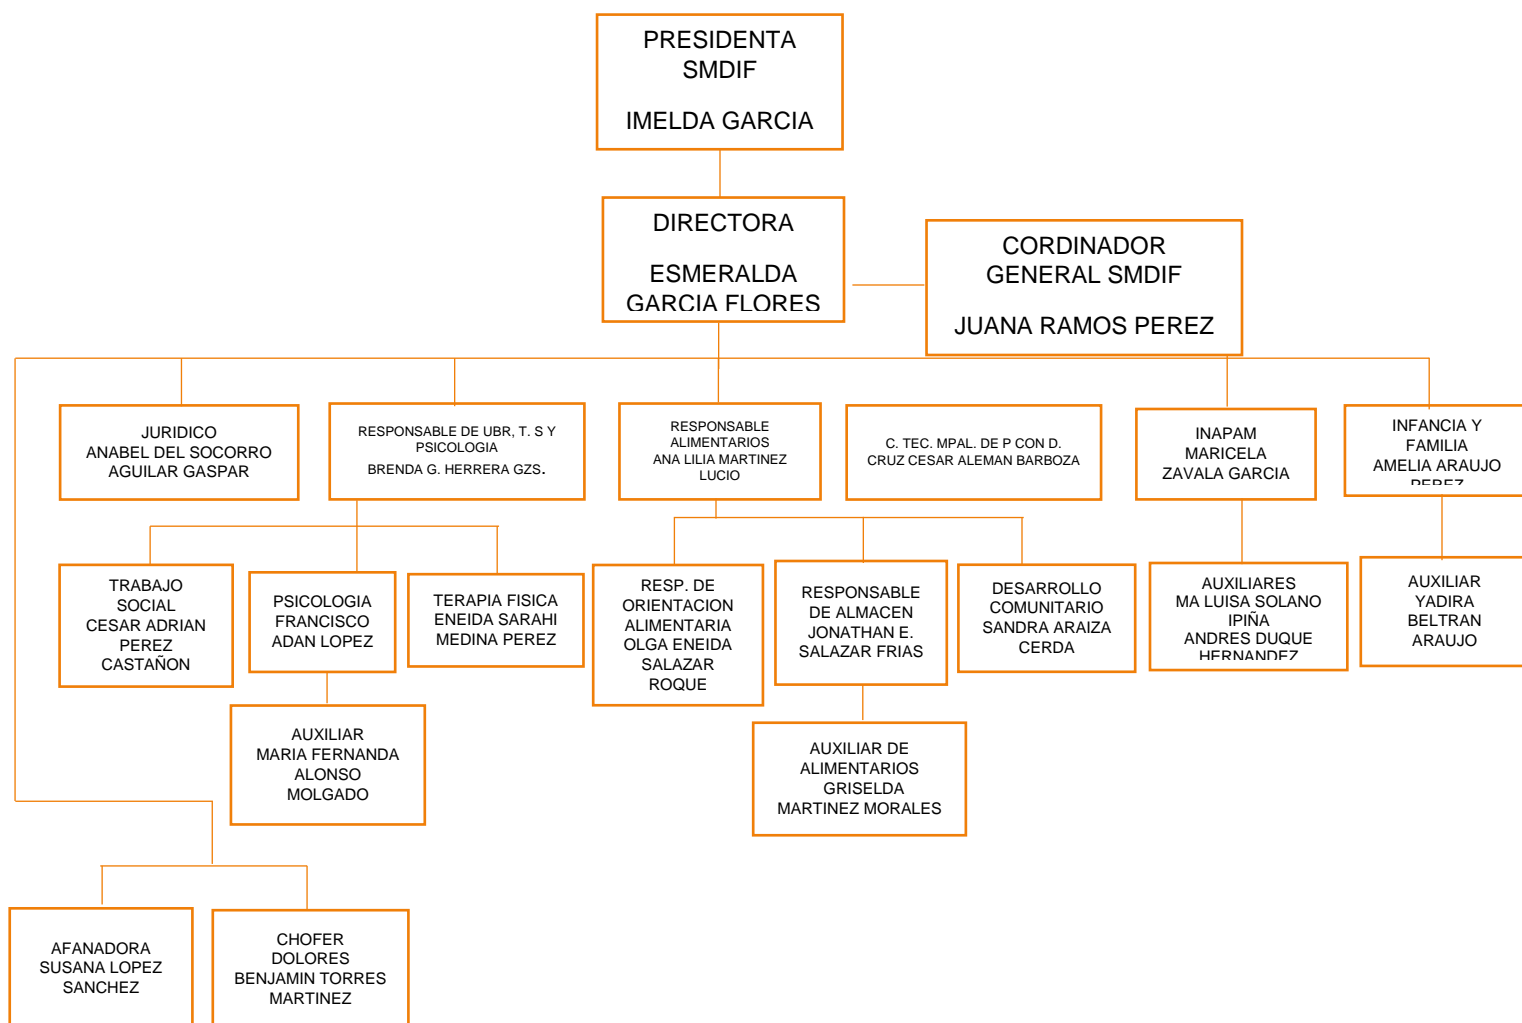 PRESIDENTA
SMDIF
IMELDA GARCIA
DIRECTORA
ESMERALDA
GARCIA FLORES
CORDINADOR
GENERAL SMDIF
JUANA RAMOS PEREZ
JURIDICO
ANABEL DEL SOCORRO
AGUILAR GASPAR
RESPONSABLE DE UBR, T. S Y
PSICOLOGIA
BRENDA G. HERRERA GZS.
RESPONSABLE
ALIMENTARIOS
ANA LILIA MARTINEZ
LUCIO
C. TEC. MPAL. DE P CON D.
CRUZ CESAR ALEMAN BARBOZA
INAPAM
MARICELA
ZAVALA GARCIA
INFANCIA Y
FAMILIA
AMELIA ARAUJO
PEREZ
TRABAJO
SOCIAL
CESAR ADRIAN
PEREZ
CASTAÑON
PSICOLOGIA
FRANCISCO
ADAN LOPEZ
TERAPIA FISICA
ENEIDA SARAHI
MEDINA PEREZ
RESP. DE
ORIENTACION
ALIMENTARIA
OLGA ENEIDA
SALAZAR
ROQUE
RESPONSABLE
DE ALMACEN
JONATHAN E.
SALAZAR FRIAS
DESARROLLO
COMUNITARIO
SANDRA ARAIZA
CERDA
AUXILIARES
MA LUISA SOLANO
IPIÑA
ANDRES DUQUE
HERNANDEZ
AUXILIAR
YADIRA
BELTRAN
ARAUJO
AUXILIAR
MARIA FERNANDA
ALONSO
MOLGADO
AUXILIAR DE
ALIMENTARIOS
GRISELDA
MARTINEZ MORALES
AFANADORA
SUSANA LOPEZ
SANCHEZ
CHOFER
DOLORES
BENJAMIN TORRES
MARTINEZ